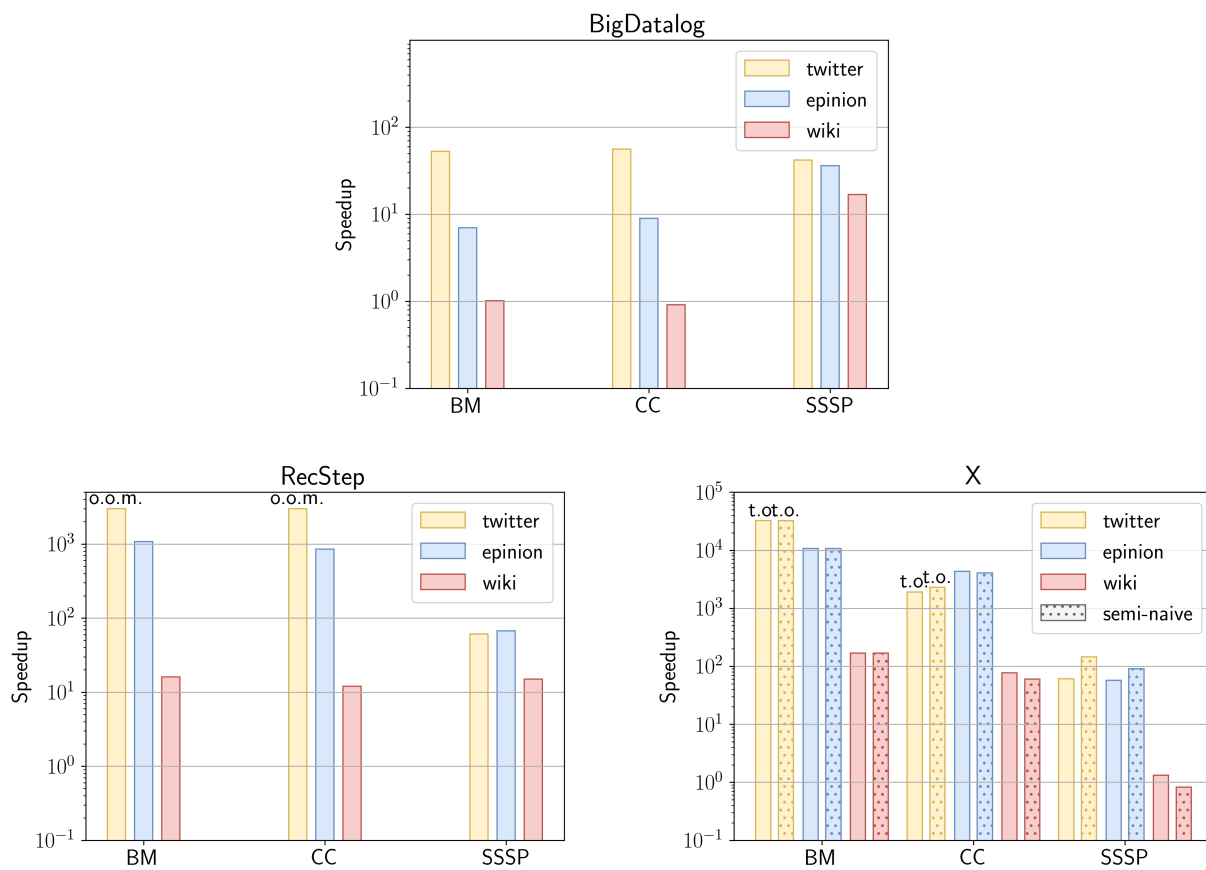 BigDatalog
Speedup
10^2
10^1
10^0
10^−1
BM
CC
SSSP
twitter
epinion
wiki
RecStep
Speedup
10^3
10^2
10^1
10^0
10^−1
o.o.m.
o.o.m.
BM
CC
SSSP
twitter
epinion
wiki
X
Speedup
10^5
10^4
10^3
10^2
10^1
10^0
10^−1
t.o.
t.o.
t.o.
t.o.
BM
CC
SSSP
twitter
epinion
wiki
semi-naive